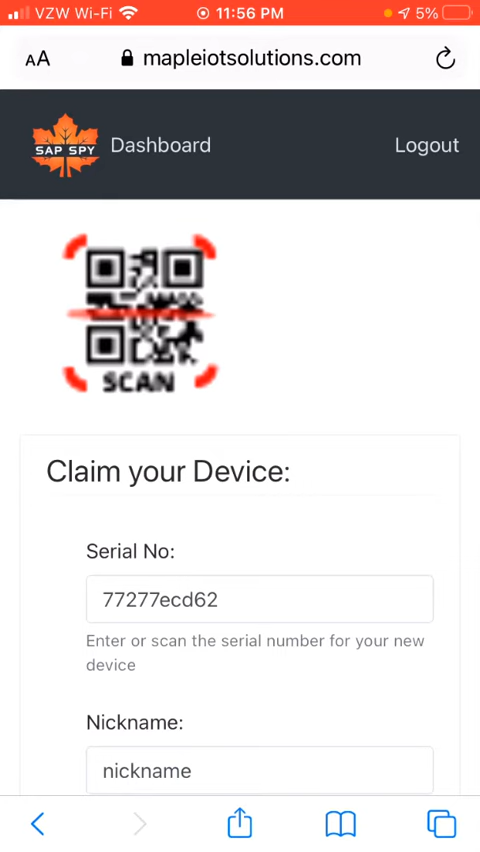 VZW Wi-Fi 11:56 PM 5%
AA mapleiotsolutions.com
SAP SPY Dashboard Logout
SCAN
Claim your Device:
Serial No:
77277ecd62
Enter or scan the serial number for your new
device
Nickname:
nickname